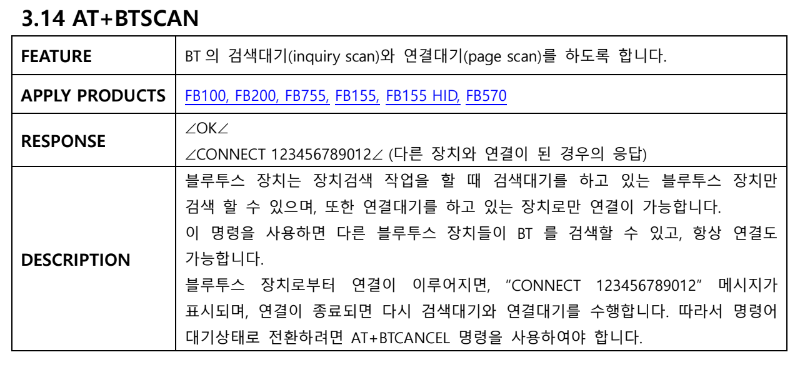 3.14 AT+BTSCAN
FEATURE
BT 의 검색대기(inquiry scan)와 연결대기(page scan)를 하도록 합니다.
APPLY PRODUCTS
FB100, FB200, FB755, FB155, FB155 HID, FB570
RESPONSE
∠OK∠
∠CONNECT 123456789012∠ (다른 장치와 연결이 된 경우의 응답)
DESCRIPTION
블루투스 장치는 장치검색 작업을 할 때 검색대기를 하고 있는 블루투스 장치만
검색 할 수 있으며, 또한 연결대기를 하고 있는 장치로만 연결이 가능합니다.
이 명령을 사용하면 다른 블루투스 장치들이 BT 를 검색할 수 있고, 항상 연결도
가능합니다.
블루투스 장치로부터 연결이 이루어지면, “CONNECT 123456789012” 메시지가
표시되며, 연결이 종료되면 다시 검색대기와 연결대기를 수행합니다. 따라서 명령어
대기상태로 전환하려면 AT+BTCANCEL 명령을 사용하여야 합니다.